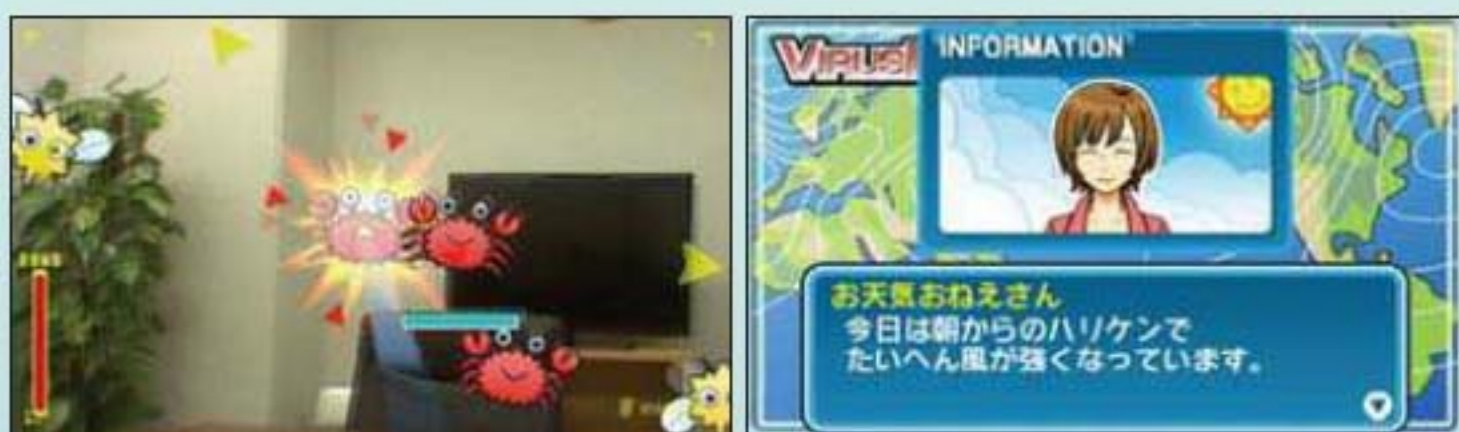 VIRUS
INFORMATION
お天気おねえさん
今日は朝からのハリケンで
たいへん風が強くなっています。